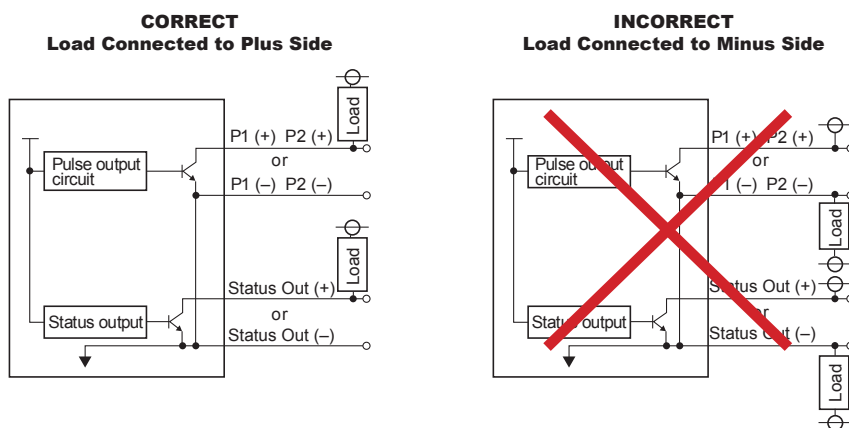 CORRECT
Load Connected to Plus Side
Load
P1 (+) P2 (+)
Pulse output
circuit
or
P1 (–) P2 (–)
Load
Status Out (+)
Status output
or
Status Out (–)
INCORRECT
Load Connected to Minus Side
P1 (+) P2 (+)
Pulse output
circuit
or
P1 (–) P2 (–)
Load
Status Out (+)
Status output
or
Status Out (–)
Load